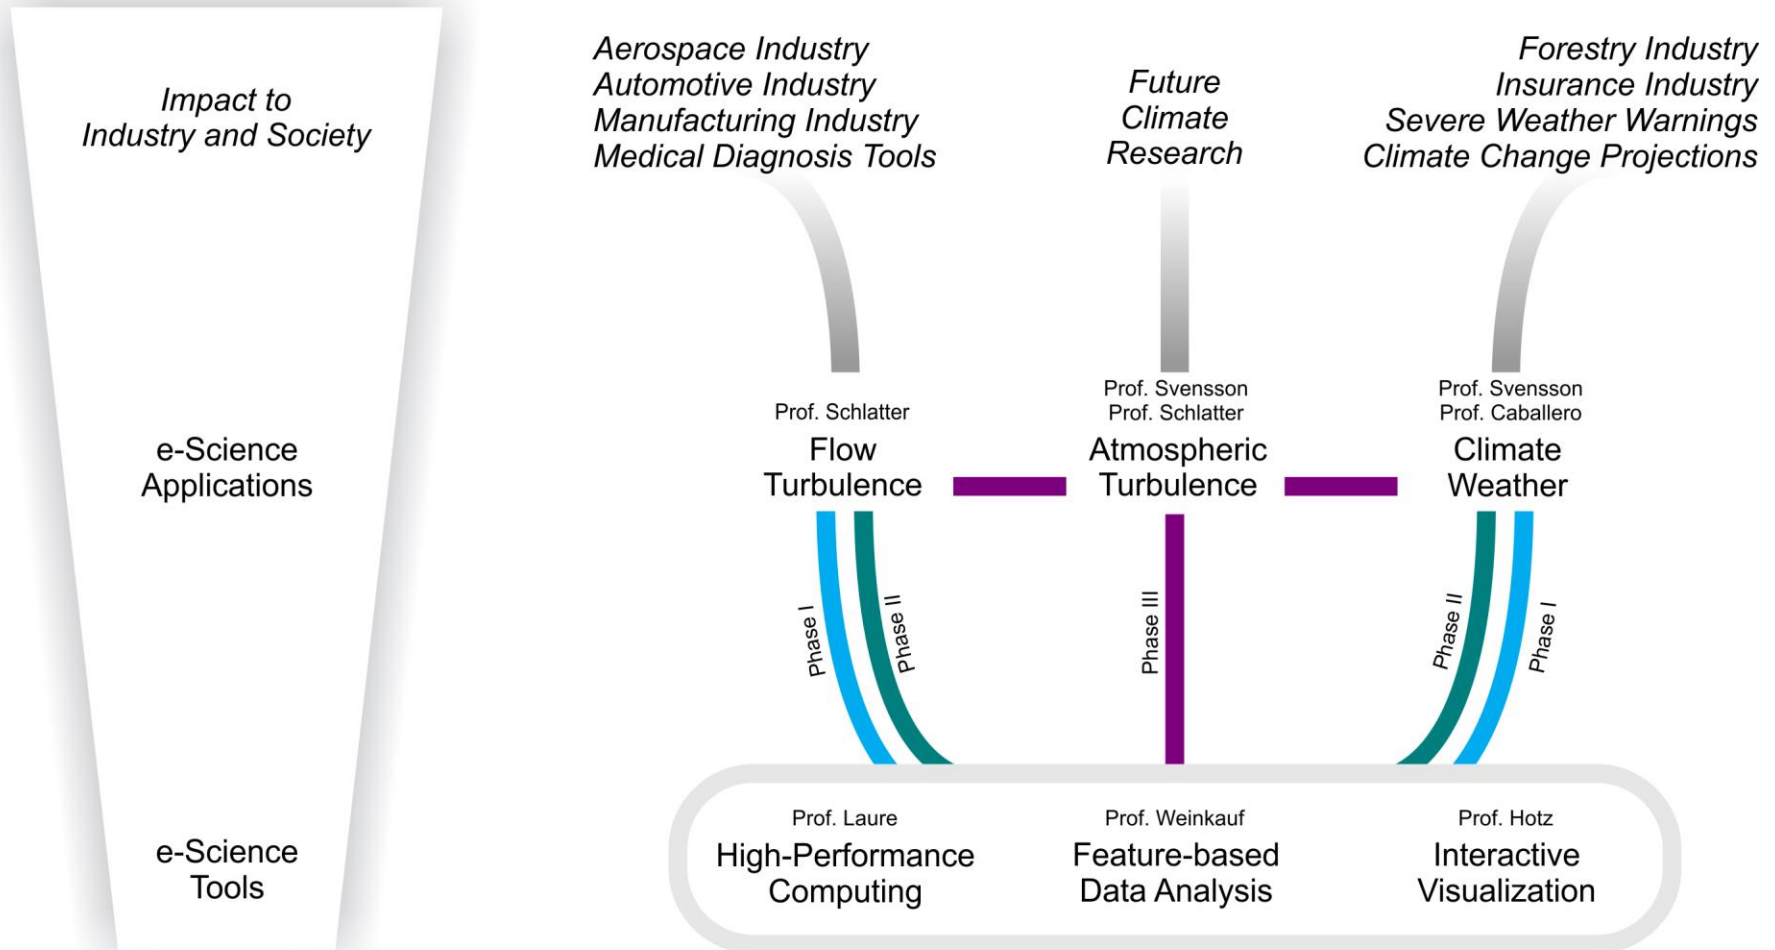 Impact to
Industry and Society
Aerospace Industry
Automotive Industry
Manufacturing Industry
Medical Diagnosis Tools
Future
Climate
Research
Forestry Industry
Insurance Industry
Severe Weather Warnings
Climate Change Projections
e-Science
Applications
Prof. Schlatter
Flow
Turbulence
Prof. Svensson
Prof. Schlatter
Atmospheric
Turbulence
Prof. Svensson
Prof. Caballero
Climate
Weather
Phase I
Phase II
Phase III
Phase II
Phase I
e-Science
Tools
Prof. Laure
High-Performance
Computing
Prof. Weinkauf
Feature-based
Data Analysis
Prof. Hotz
Interactive
Visualization